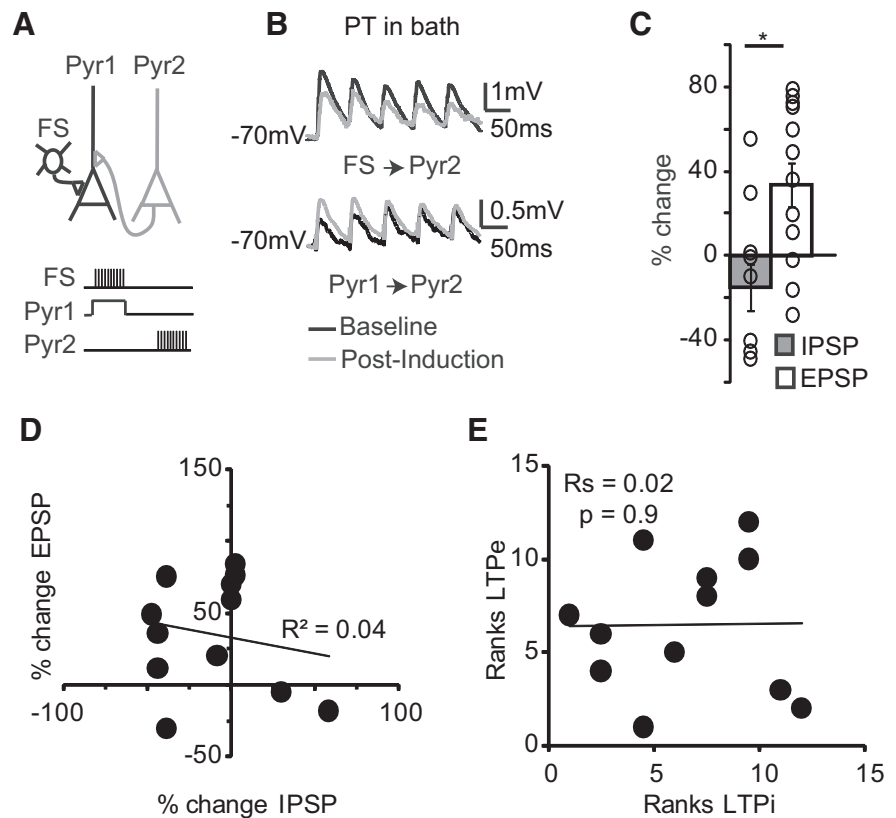 A
Pyr1 Pyr2
FS
FS
Pyr1
Pyr2
B
PT in bath
1mV
50ms
-70mV
FS → Pyr2
0.5mV
50ms
-70mV
Pyr1 → Pyr2
Baseline
Post-Induction
C
*
80
40
0
-40
% change
IPSP
EPSP
D
150
50
-50
-100
100
% change EPSP
R² = 0.04
% change IPSP
E
15
10
5
0
Ranks LTPe
Rs = 0.02
p = 0.9
0 5 10 15
Ranks LTPi